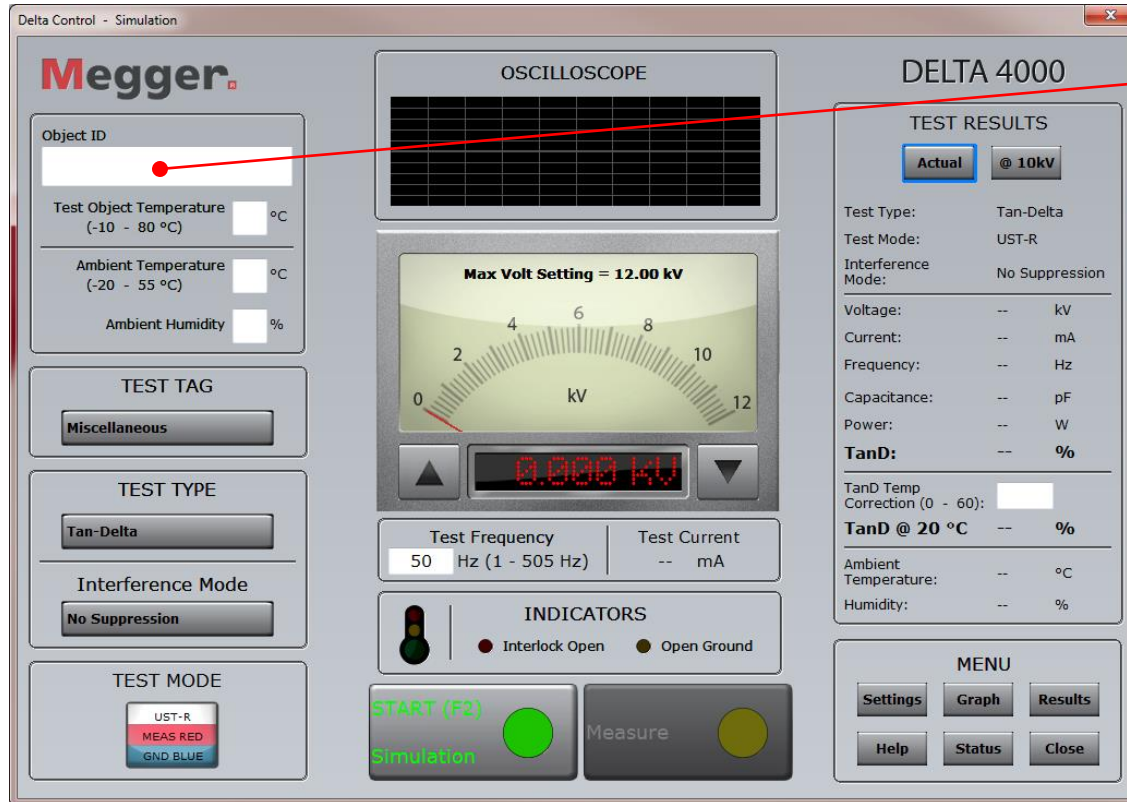 Delta Control - Simulation
Megger
OSCILLOSCOPE
DELTA 4000
Object ID
Test Object Temperature
(-10 - 80 °C)
°C
Ambient Temperature
(-20 - 55 °C)
°C
Ambient Humidity
%
TEST TAG
Miscellaneous
TEST TYPE
Tan-Delta
Interference Mode
No Suppression
TEST MODE
UST-R
MEAS RED
GND BLUE
Max Volt Setting = 12.00 kV
0 2 4 6 8 10 12
kV
0.000 kV
Test Frequency
50 Hz (1 - 505 Hz)
Test Current
-- mA
INDICATORS
Interlock Open
Open Ground
START (F2)
Simulation
Measure
TEST RESULTS
Actual @ 10kV
Test Type: Tan-Delta
Test Mode: UST-R
Interference
Mode: No Suppression
Voltage: -- kV
Current: -- mA
Frequency: -- Hz
Capacitance: -- pF
Power: -- W
TanD: -- %
TanD Temp
Correction (0 - 60):
TanD @ 20 °C -- %
Ambient
Temperature: -- °C
Humidity: -- %
MENU
Settings Graph Results
Help Status Close